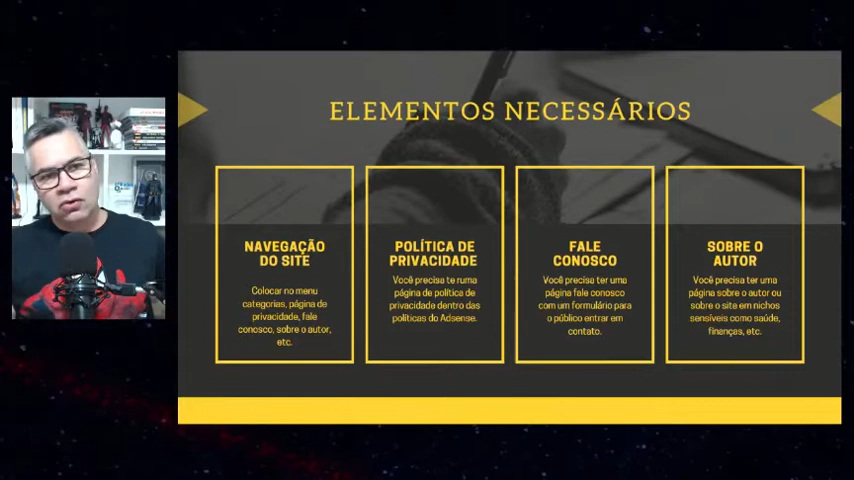 ELEMENTOS NECESSÁRIOS
NAVEGAÇÃO
DO SITE
Colocar no menu
categorias, página de
privacidade, fale
conosco, sobre o autor,
etc.
POLÍTICA DE
PRIVACIDADE
Você precisa te ruma
página de política de
privacidade dentro das
políticas do Adsense.
FALE
CONOSCO
Você precisa ter uma
página fale conosco
com um formulário para
o público entrar em
contato.
SOBRE O
AUTOR
Você precisa ter uma
página sobre o autor ou
sobre o site em nichos
sensíveis como saúde,
finanças, etc.